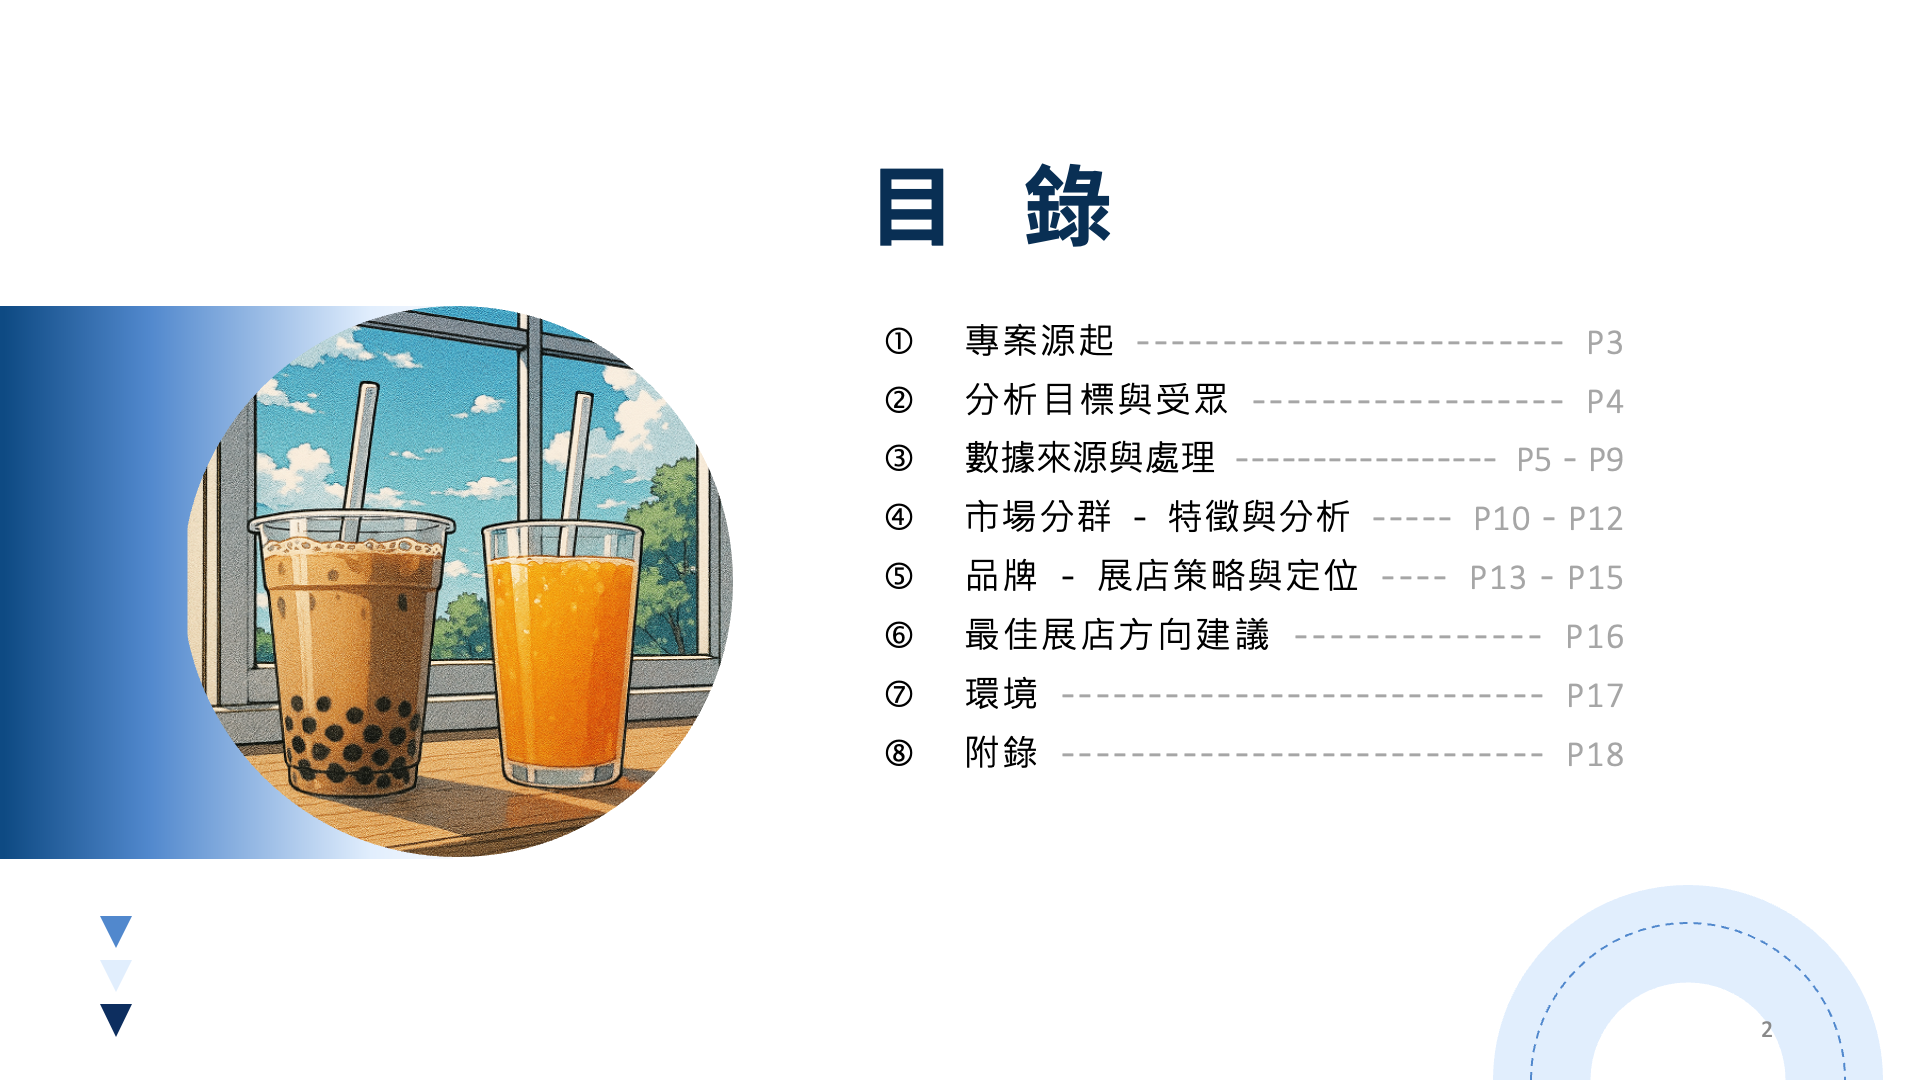 目 錄
① 專案源起 ------------------------- P3
② 分析目標與受眾 ------------------ P4
③ 數據來源與處理 ---------------- P5 - P9
④ 市場分群 - 特徵與分析 ----- P10 - P12
⑤ 品牌 - 展店策略與定位 ---- P13 - P15
⑥ 最佳展店方向建議 --------------- P16
⑦ 環境 ---------------------------- P17
⑧ 附錄 ---------------------------- P18
2